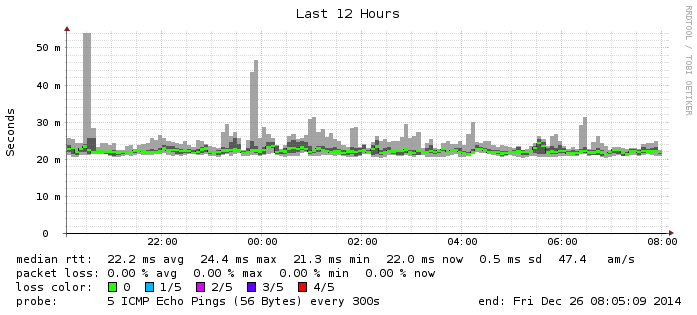 Last 12 Hours
RRDTOOL / TOBI OETIKER
Seconds
50 m
40 m
30 m
20 m
10 m
0
22:00 00:00 02:00 04:00 06:00 08:00
median rtt: 22.2 ms avg 24.4 ms max 21.3 ms min 22.0 ms now 0.5 ms sd 47.4 am/s
packet loss: 0.00 % avg 0.00 % max 0.00 % min 0.00 % now
loss color: 0 1/5 2/5 3/5 4/5
probe: 5 ICMP Echo Pings (56 Bytes) every 300s end: Fri Dec 26 08:05:09 2014